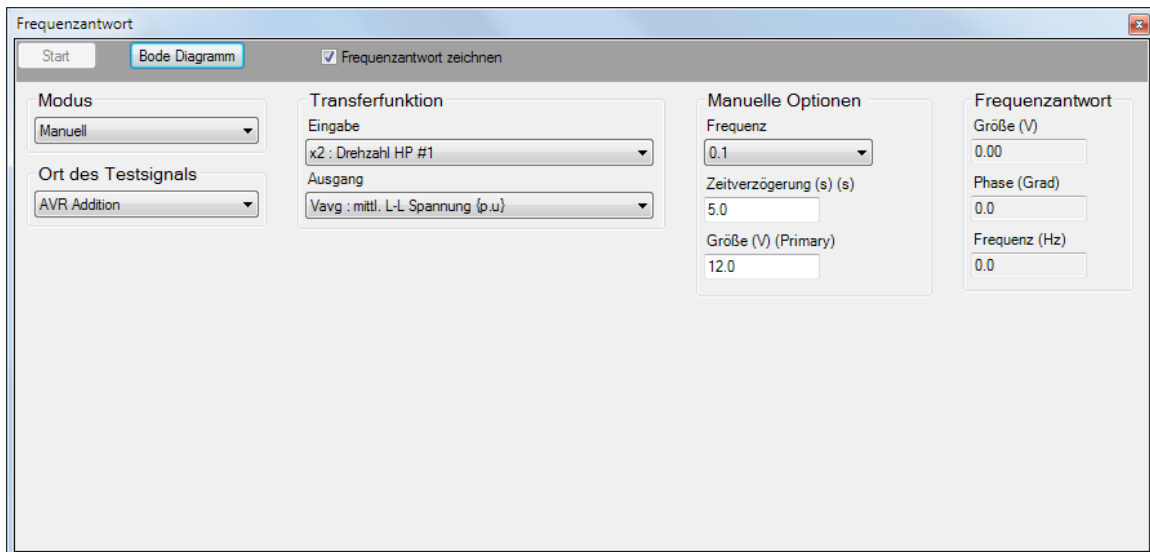 Frequenzantwort
Start
Bode Diagramm
Frequenzantwort zeichnen
Modus
Manuell
Ort des Testsignals
AVR Addition
Transferfunktion
Eingabe
x2 : Drehzahl HP #1
Ausgang
Vavg : mittl. L-L Spannung {p.u}
Manuelle Optionen
Frequenz
0.1
Zeitverzögerung (s) (s)
5.0
Größe (V) (Primary)
12.0
Frequenzantwort
Größe (V)
0.00
Phase (Grad)
0.0
Frequenz (Hz)
0.0